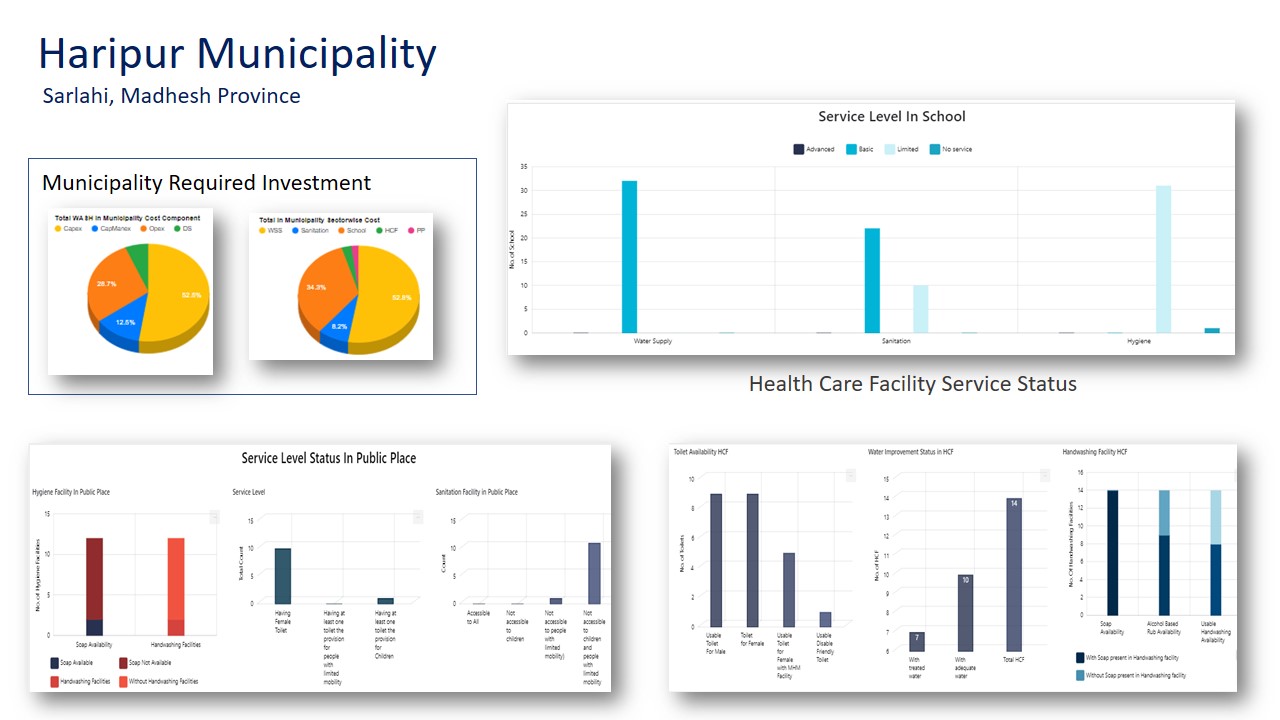 Haripur Municipality
Sarlahi, Madhesh Province
Municipality Required Investment
Total WASH in Municipality Cost Component
Capex CapManex Opex DS
52.8%
12.5%
28.7%
Total in Municipality Sectorwise Cost
WSS Sanitation School HCF PP
52.8%
8.2%
34.3%
Service Level In School
Advanced Basic Limited No service
No. of School
35
30
25
20
15
10
5
0
Water Supply Sanitation Hygiene
Health Care Facility Service Status
Service Level Status In Public Place
Hygiene Facility In Public Place
No. of Hygiene Facilities
15
10
5
0
Soap Availability Handwashing Facilities
Soap Available Soap Not Available
Handwashing Facilities Without Handwashing Facilities
Service Level
Total Count
15
10
5
0
Having
Female
Toilet
Having at
least one
toilet the
provision
for
people
with
limited
mobility
Having at
least one
toilet the
provision
for
Children
Sanitation Facility in Public Place
Count
15
10
5
0
Accessible
to All
Not
accessible
to
children
Not
accessible
to people
with
limited
mobility)
Not
accessible
to
children
and
people
with
limited
mobility
Toilet Availability HCF
No. of Toilets
10
8
6
4
2
0
Usable
Toilet
For Male
Toilet
for Female
Usable
Toilet
for
Female
with MHM
Facility
Usable
Disable
Friendly
Toilet
Water Improvement Status in HCF
No. of HCF
15
14
13
12
11
10
9
8
7
6
7
10
14
With
treated
water
With
adequate
water
Total HCF
Handwashing Facility HCF
No. Of Handwashing Facilities
16
14
12
10
8
6
4
2
0
Soap
Availability
Alcohol Based
Rub Availability
Usable
Handwashing
Availability
With Soap present in Handwashing facility
Without Soap present in Handwashing facility